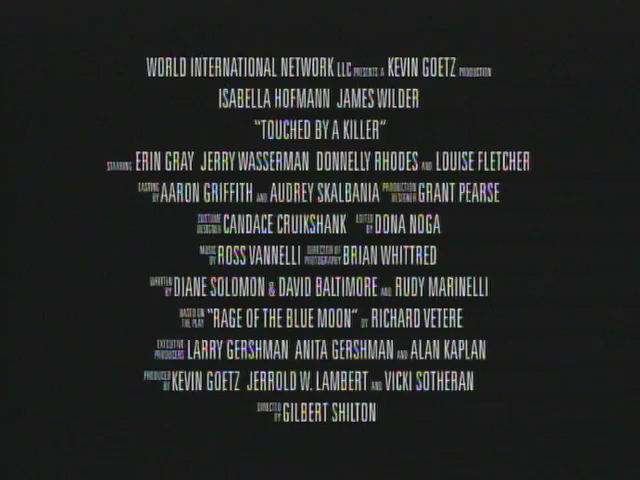 WORLD INTERNATIONAL NETWORK LLC PRESENTS A KEVIN GOETZ PRODUCTION
ISABELLA HOFMANN JAMES WILDER
"TOUCHED BY A KILLER"
STARRING ERIN GRAY JERRY WASSERMAN DONNELLY RHODES AND LOUISE FLETCHER
CASTING BY AARON GRIFFITH AND AUDREY SKALBANIA PRODUCTION DESIGNER GRANT PEARSE
COSTUME DESIGNER CANDACE CRUIKSHANK EDITED BY DONA NOGA
MUSIC BY ROSS VANNELLI DIRECTOR OF PHOTOGRAPHY BRIAN WHITTRED
WRITTEN BY DIANE SOLOMON & DAVID BALTIMORE AND RUDY MARINELLI
BASED ON THE PLAY "RAGE OF THE BLUE MOON" BY RICHARD VETERE
EXECUTIVE PRODUCERS LARRY GERSHMAN ANITA GERSHMAN AND ALAN KAPLAN
PRODUCED BY KEVIN GOETZ JERROLD W. LAMBERT AND VICKI SOTHERAN
DIRECTED BY GILBERT SHILTON